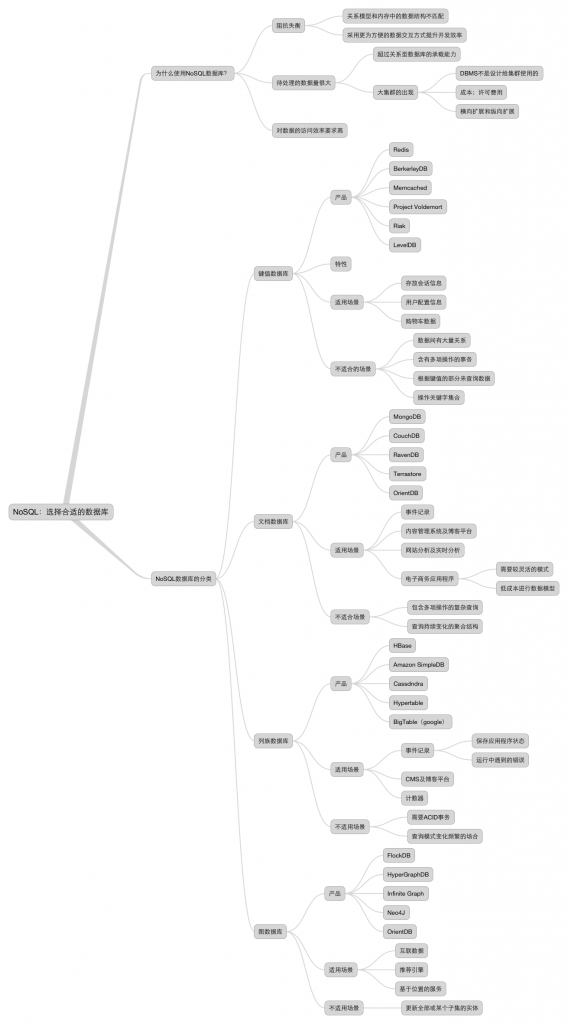 NoSQL：选择合适的数据库
为什么使用NoSQL数据库？
阻抗失衡
关系模型和内存中的数据结构不匹配
采用更为方便的数据交互方式提升开发效率
待处理的数据量很大
超过关系型数据库的承载能力
大集群的出现
DBMS不是设计给集群使用的
成本：许可费用
横向扩展和纵向扩展
对数据的访问效率要求高
NoSQL数据库的分类
键值数据库
产品
Redis
BerkerleyDB
Memcached
Project Voldemort
Riak
LevelDB
特性
适用场景
存放会话信息
用户配置信息
购物车数据
不适合的场景
数据间有大量关系
含有多项操作的事务
根据键值的部分来查询数据
操作关键字集合
文档数据库
产品
MongoDB
CouchDB
RavenDB
Terrastore
OrientDB
适用场景
事件记录
内容管理系统及博客平台
网站分析及实时分析
电子商务应用程序
需要较灵活的模式
低成本进行数据模型
不适合场景
包含多项操作的复杂查询
查询持续变化的聚合结构
列族数据库
产品
HBase
Amazon SimpleDB
Cassdndra
Hypertable
BigTable（google）
适用场景
事件记录
保存应用程序状态
运行中遇到的错误
CMS及博客平台
计数器
不适用场景
需要ACID事务
查询模式变化频繁的场合
图数据库
产品
FlockDB
HyperGraphDB
Infinite Graph
Neo4J
OrientDB
适用场景
互联数据
推荐引擎
基于位置的服务
不适用场景
更新全部或某个子集的实体